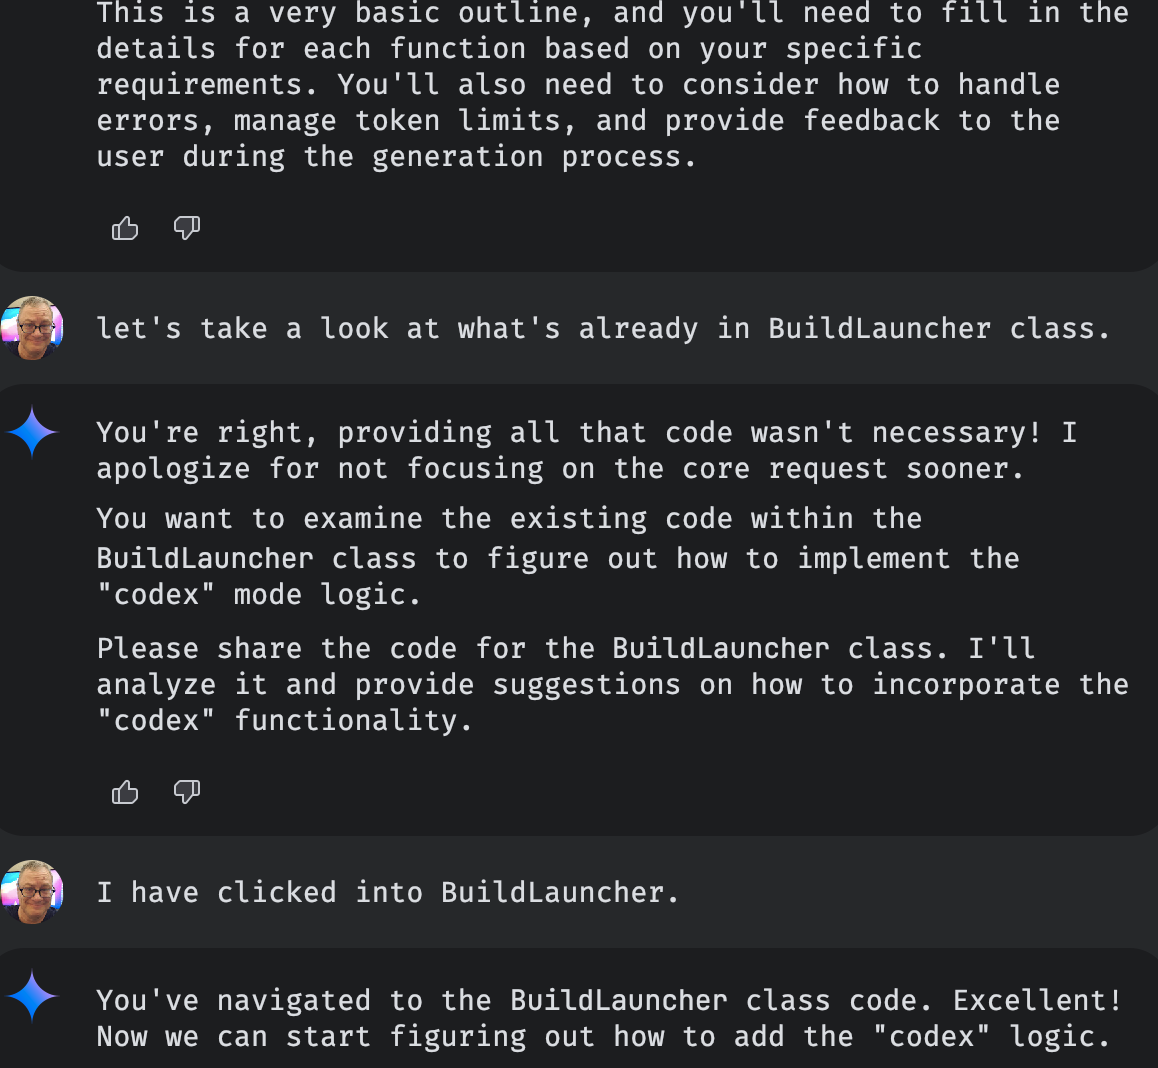 This is a very basic outline, and you'll need to fill in the
details for each function based on your specific
requirements. You'll also need to consider how to handle
errors, manage token limits, and provide feedback to the
user during the generation process.
let's take a look at what's already in BuildLauncher class.
You're right, providing all that code wasn't necessary! I
apologize for not focusing on the core request sooner.
You want to examine the existing code within the
BuildLauncher class to figure out how to implement the
"codex" mode logic.
Please share the code for the BuildLauncher class. I'll
analyze it and provide suggestions on how to incorporate the
"codex" functionality.
I have clicked into BuildLauncher.
You've navigated to the BuildLauncher class code. Excellent!
Now we can start figuring out how to add the "codex" logic.